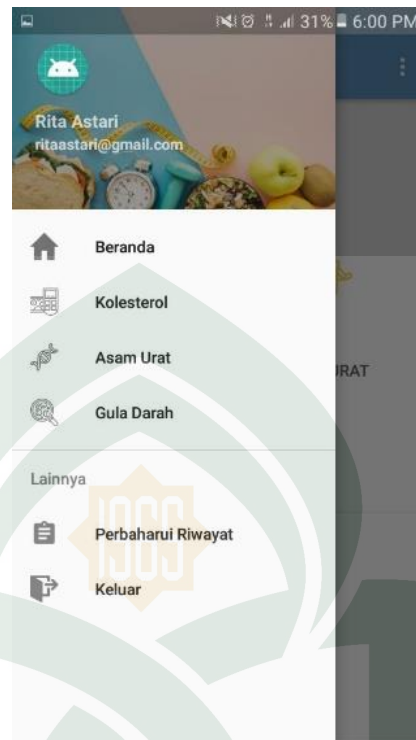 31% 6:00 PM
Rita Astari
ritaastari@gmail.com
Beranda
Kolesterol
Asam Urat
URAT
Gula Darah
Lainnya
1965
Perbaharui Riwayat
Keluar